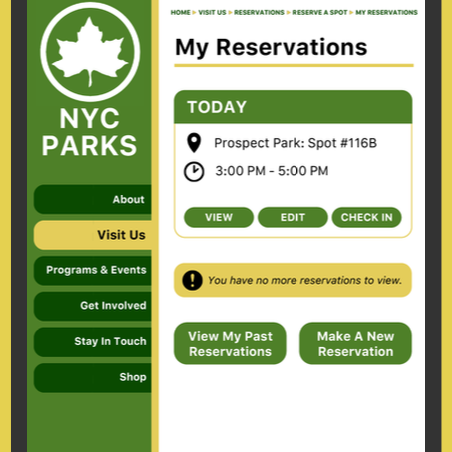 HOME ▸ VISIT US ▸ RESERVATIONS ▸ RESERVE A SPOT ▸ MY RESERVATIONS
NYC
PARKS
About
Visit Us
Programs & Events
Get Involved
Stay In Touch
Shop
My Reservations
TODAY
Prospect Park: Spot #116B
3:00 PM - 5:00 PM
VIEW EDIT CHECK IN
You have no more reservations to view.
View My Past
Reservations
Make A New
Reservation